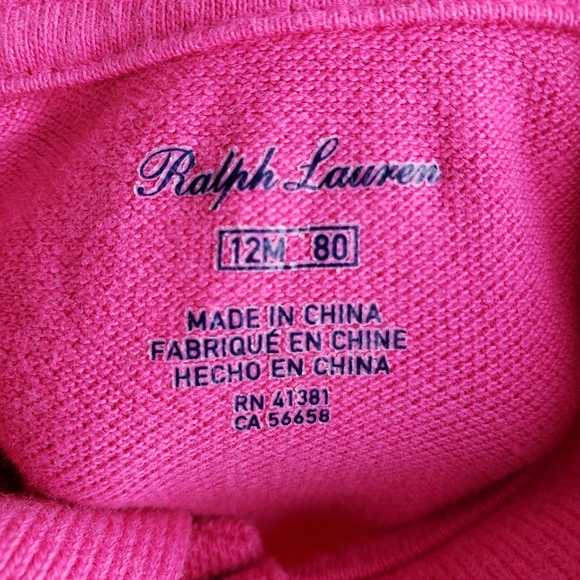 Ralph Lauren
12M 80
MADE IN CHINA
FABRIQUÉ EN CHINE
HECHO EN CHINA
RN 41381
CA 56658